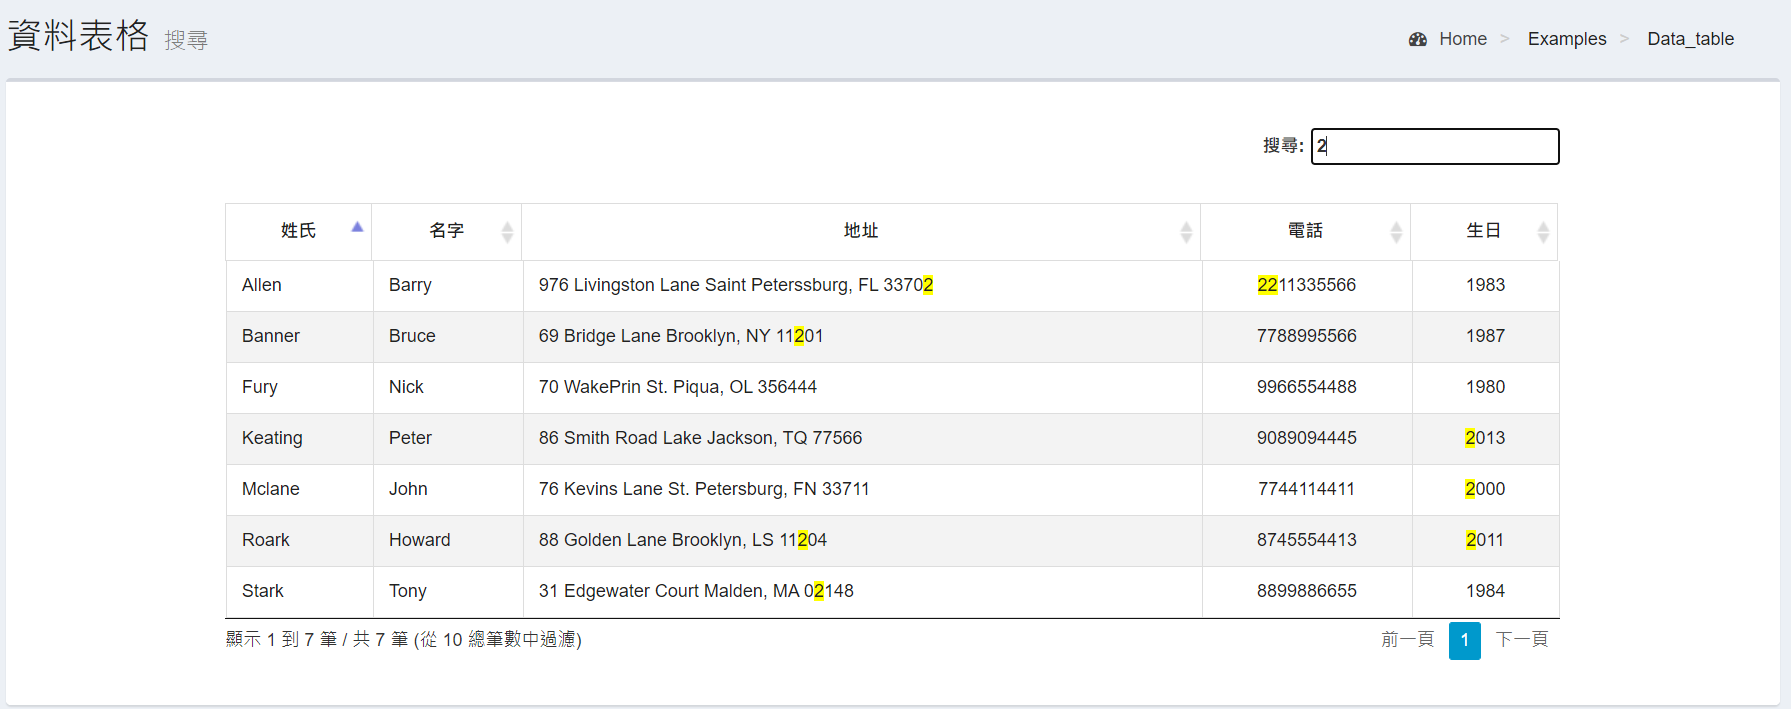 資料表格 搜尋
Home > Examples > Data_table
搜尋: 2
姓氏 名字 地址 電話 生日
Allen Barry 976 Livingston Lane Saint Peterssburg, FL 33702 2211335566 1983
Banner Bruce 69 Bridge Lane Brooklyn, NY 11201 7788995566 1987
Fury Nick 70 WakePrin St. Piqua, OL 356444 9966554488 1980
Keating Peter 86 Smith Road Lake Jackson, TQ 77566 9089094445 2013
Mclane John 76 Kevins Lane St. Petersburg, FN 33711 7744114411 2000
Roark Howard 88 Golden Lane Brooklyn, LS 11204 8745554413 2011
Stark Tony 31 Edgewater Court Malden, MA 02148 8899886655 1984
顯示 1 到 7 筆 / 共 7 筆 (從 10 總筆數中過濾)
前一頁 1 下一頁